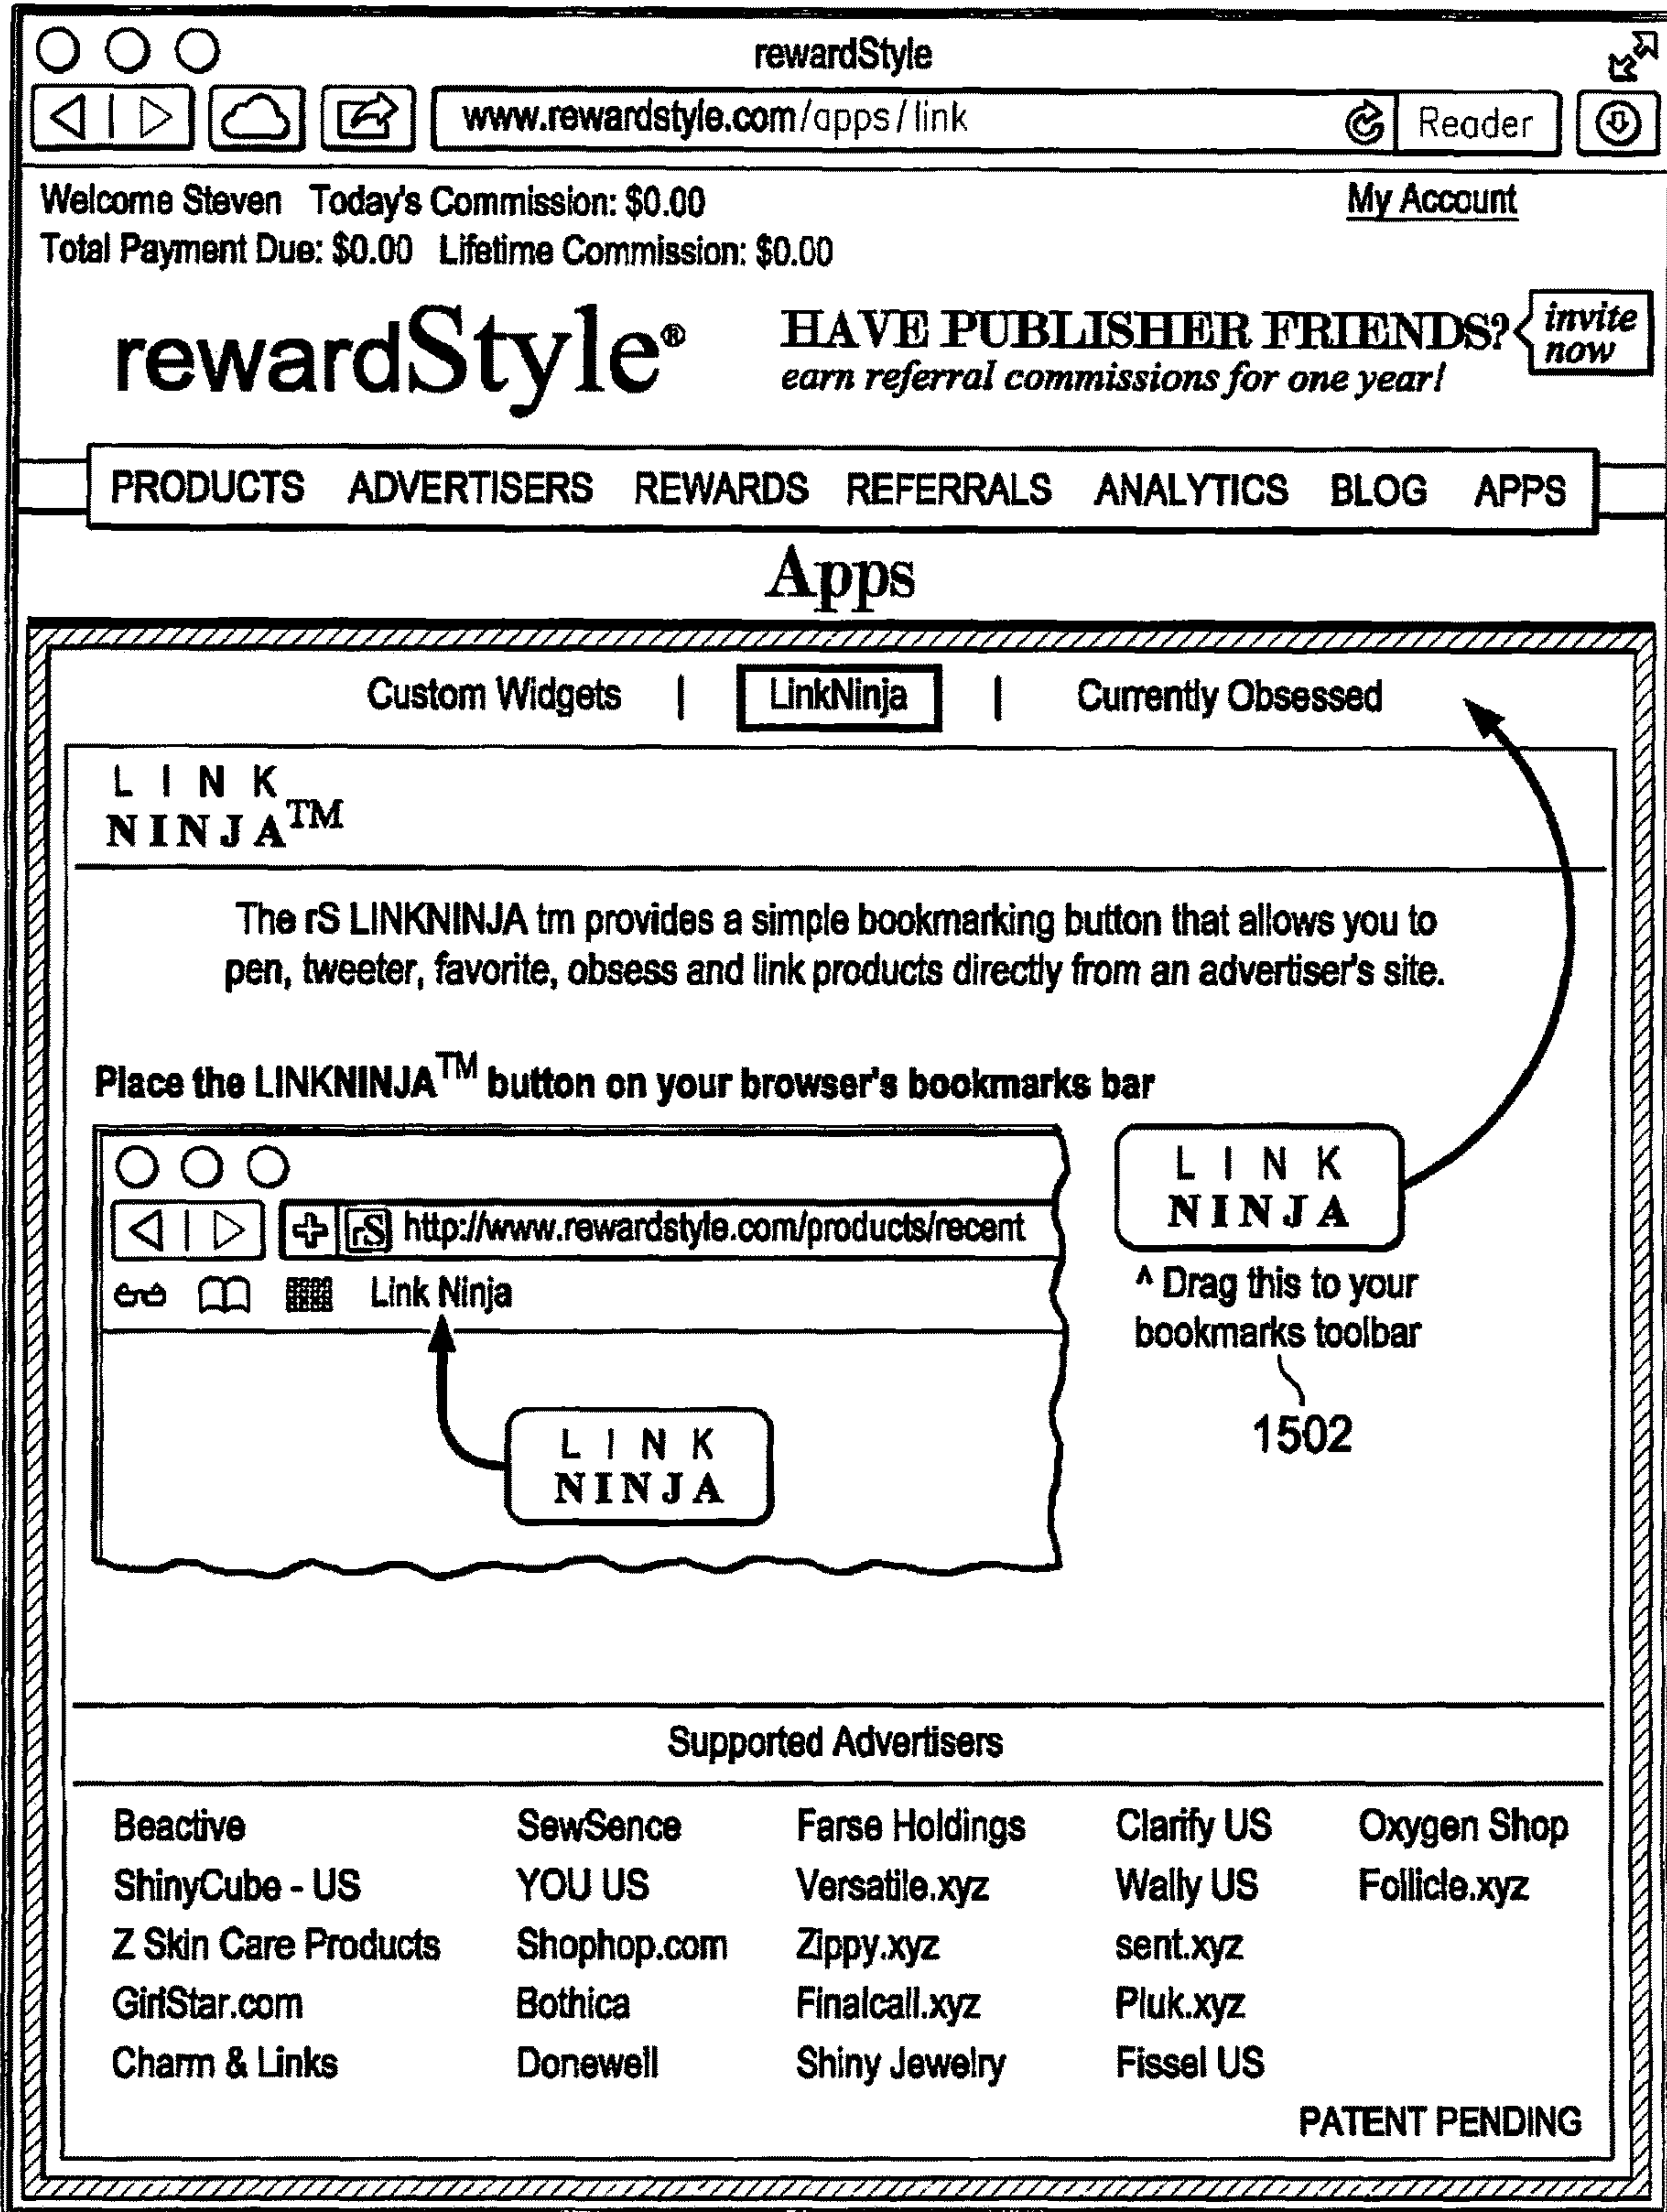 rewardStyle
www.rewardstyle.com/apps/link Reader
Welcome Steven Today's Commission: $0.00 My Account
Total Payment Due: $0.00 Lifetime Commission: $0.00
rewardStyle®
HAVE PUBLISHER FRIENDS?
earn referral commissions for one year!
invite
now
PRODUCTS ADVERTISERS REWARDS REFERRALS ANALYTICS BLOG APPS
Apps
Custom Widgets | LinkNinja | Currently Obsessed
LINK
NINJA™
The rS LINKNINJA tm provides a simple bookmarking button that allows you to
pen, tweeter, favorite, obsess and link products directly from an advertiser's site.
Place the LINKNINJA™ button on your browser's bookmarks bar
rS http://www.rewardstyle.com/products/recent
Link Ninja
LINK
NINJA
LINK
NINJA
^ Drag this to your
bookmarks toolbar
1502
Supported Advertisers
Beactive SewSence Farse Holdings Clarify US Oxygen Shop
ShinyCube - US YOU US Versatile.xyz Wally US Follicle.xyz
Z Skin Care Products Shophop.com Zippy.xyz sent.xyz
GirlStar.com Bothica Finalcall.xyz Pluk.xyz
Charm & Links Donewell Shiny Jewelry Fissel US
PATENT PENDING